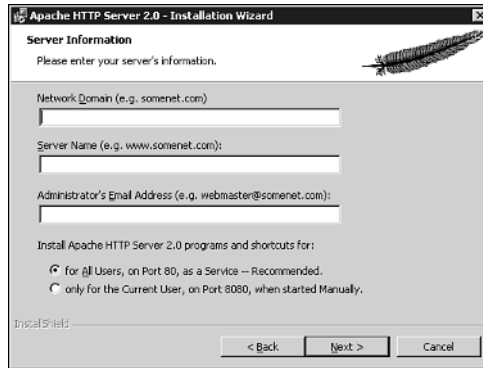 Apache HTTP Server 2.0 - Installation Wizard
Server Information
Please enter your server's information.
Network Domain (e.g. somenet.com)
Server Name (e.g. www.somenet.com):
Administrator's Email Address (e.g. webmaster@somenet.com):
Install Apache HTTP Server 2.0 programs and shortcuts for:
for All Users, on Port 80, as a Service -- Recommended.
only for the Current User, on Port 8080, when started Manually.
InstallShield
< Back Next > Cancel